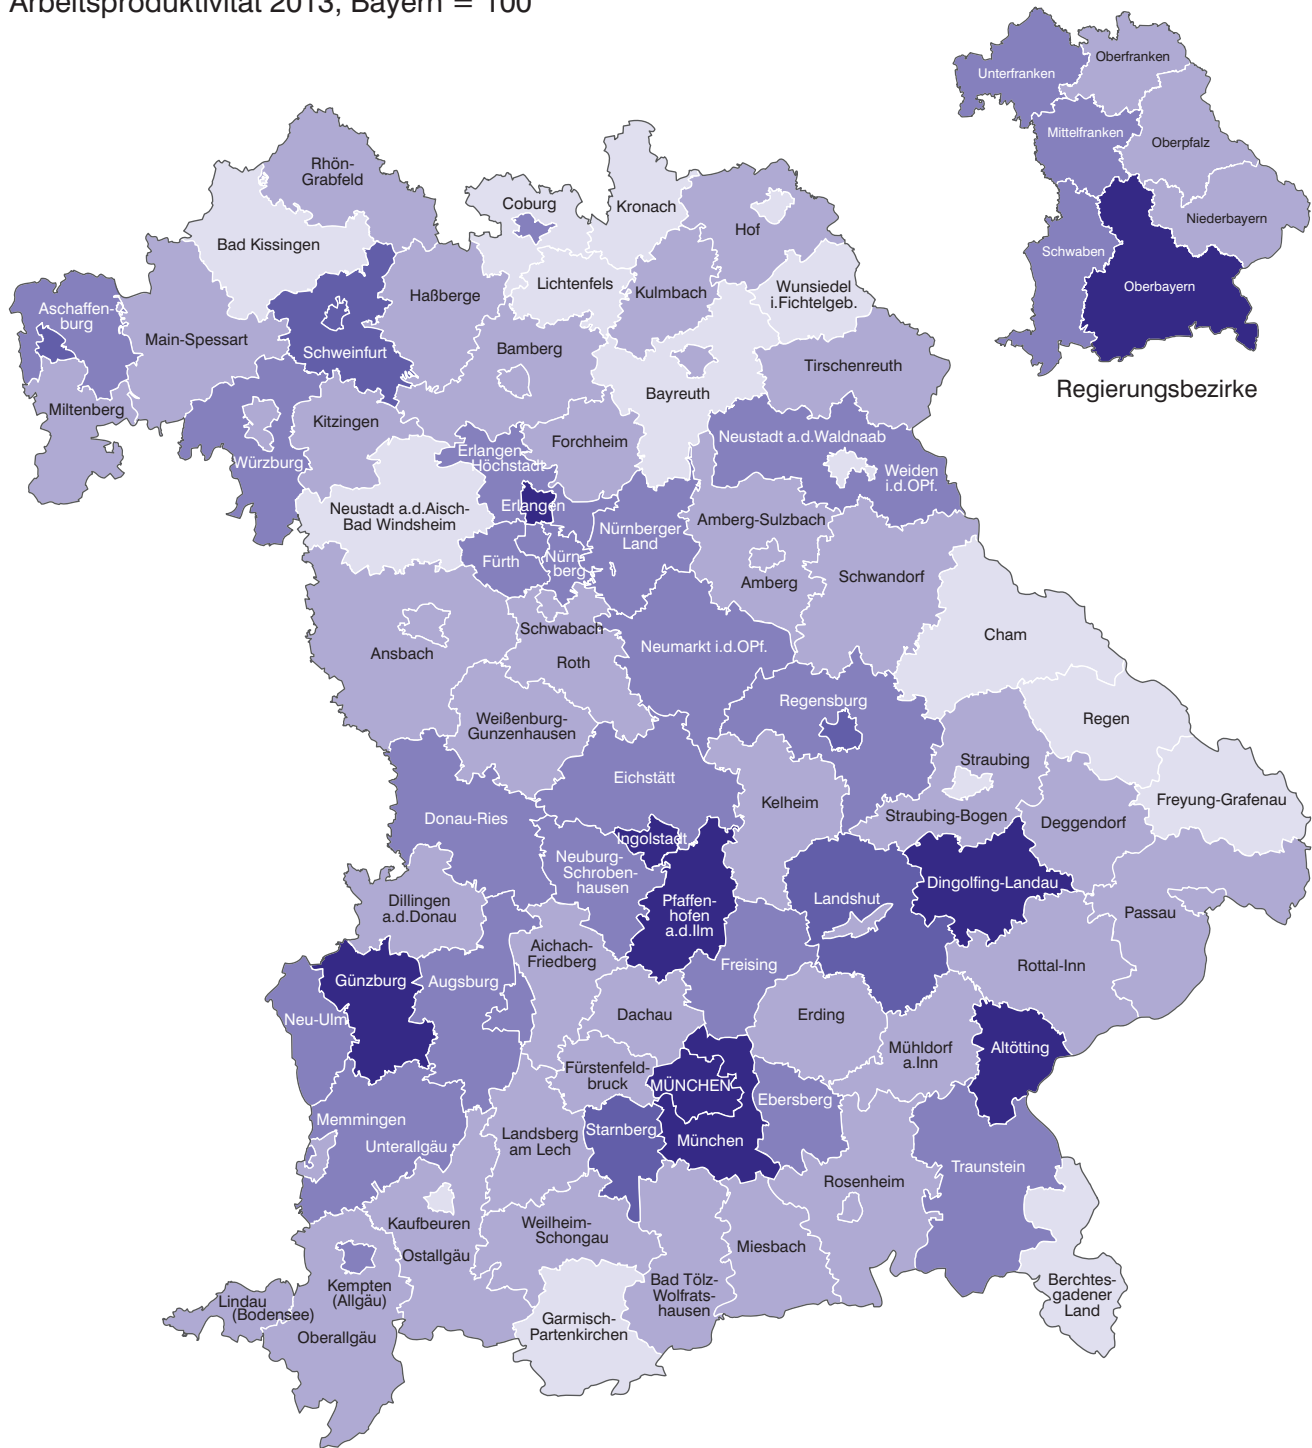 Arbeitsproduktivität 2013, Bayern = 100
Unterfranken
Oberfranken
Mittelfranken
Oberpfalz
Niederbayern
Schwaben
Oberbayern
Regierungsbezirke
Rhön-
Grabfeld
Coburg
Kronach
Hof
Bad Kissingen
Lichtenfels
Kulmbach
Wunsiedel
i.Fichtelgeb.
Haßberge
Aschaffen-
burg
Main-Spessart
Schweinfurt
Bamberg
Tirschenreuth
Bayreuth
Miltenberg
Kitzingen
Forchheim
Neustadt a.d.Waldnaab
Würzburg
Erlangen-
Höchstadt
Weiden
i.d.OPf.
Neustadt a.d.Aisch-
Bad Windsheim
Erlangen
Nürnberger
Land
Amberg-Sulzbach
Fürth
Nürn-
berg
Amberg
Schwandorf
Schwabach
Roth
Ansbach
Neumarkt i.d.OPf.
Cham
Regensburg
Regen
Weißenburg-
Gunzenhausen
Straubing
Eichstätt
Kelheim
Freyung-Grafenau
Donau-Ries
Straubing-Bogen
Deggendorf
Ingolstadt
Neuburg-
Schroben-
hausen
Dingolfing-Landau
Dillingen
a.d.Donau
Pfaffen-
hofen
a.d.Ilm
Landshut
Passau
Aichach-
Friedberg
Freising
Rottal-Inn
Günzburg
Augsburg
Neu-Ulm
Dachau
Erding
Mühldorf
a.Inn
Altötting
Fürstenfeld-
bruck
MÜNCHEN
Ebersberg
Memmingen
Unterallgäu
Landsberg
am Lech
Starnberg
München
Traunstein
Rosenheim
Kaufbeuren
Weilheim-
Schongau
Ostallgäu
Miesbach
Kempten
(Allgäu)
Bad Tölz-
Wolfrats-
hausen
Berchtes-
gadener
Land
Lindau
(Bodensee)
Oberallgäu
Garmisch-
Partenkirchen